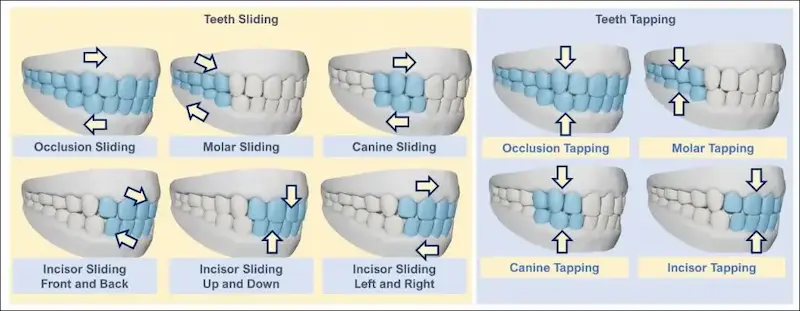 Teeth Sliding
Teeth Tapping
Occlusion Sliding
Molar Sliding
Canine Sliding
Occlusion Tapping
Molar Tapping
Incisor Sliding
Front and Back
Incisor Sliding
Up and Down
Incisor Sliding
Left and Right
Canine Tapping
Incisor Tapping